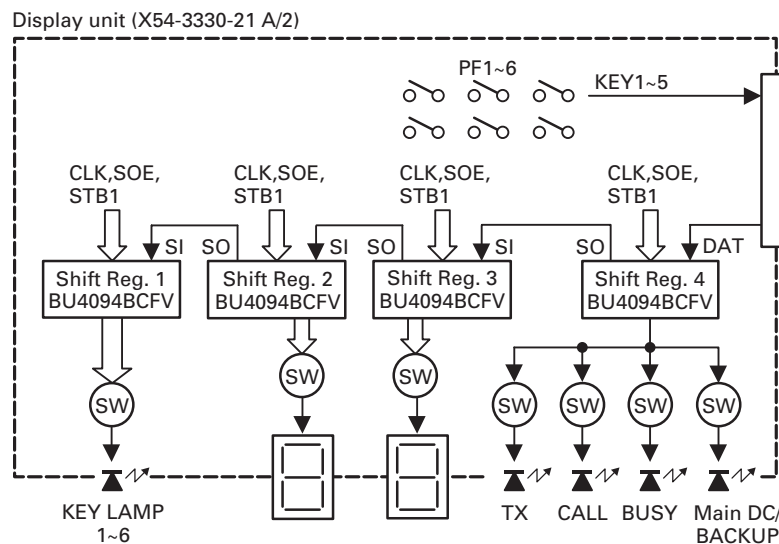 Display unit (X54-3330-21 A/2)
PF1~6
KEY1~5
CLK,SOE,
STB1
CLK,SOE,
STB1
CLK,SOE,
STB1
CLK,SOE,
STB1
SI
SO
SI
SO
SI
SO
DAT
Shift Reg. 1
BU4094BCFV
Shift Reg. 2
BU4094BCFV
Shift Reg. 3
BU4094BCFV
Shift Reg. 4
BU4094BCFV
SW
SW
SW
SW
SW
SW
SW
KEY LAMP
1~6
TX
CALL
BUSY
Main DC/
BACKUP